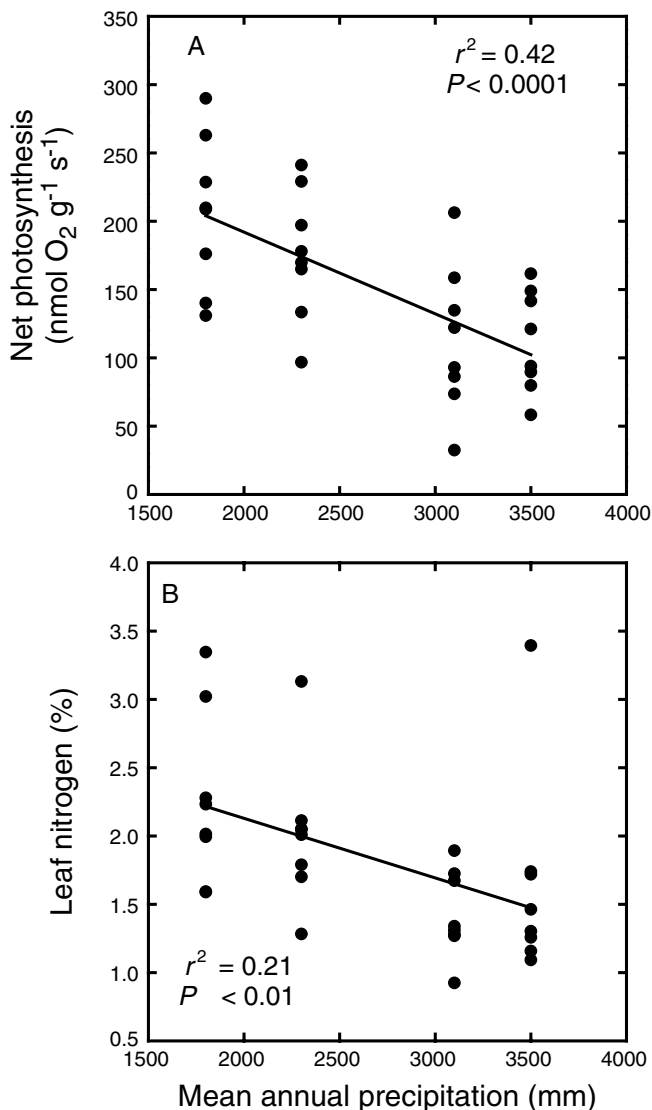 A
r² = 0.42
P < 0.0001
Net photosynthesis
(nmol O₂ g⁻¹ s⁻¹)
350
300
250
200
150
100
50
0
1500 2000 2500 3000 3500 4000
B
r² = 0.21
P < 0.01
Leaf nitrogen (%)
4.0
3.5
3.0
2.5
2.0
1.5
1.0
0.5
1500 2000 2500 3000 3500 4000
Mean annual precipitation (mm)